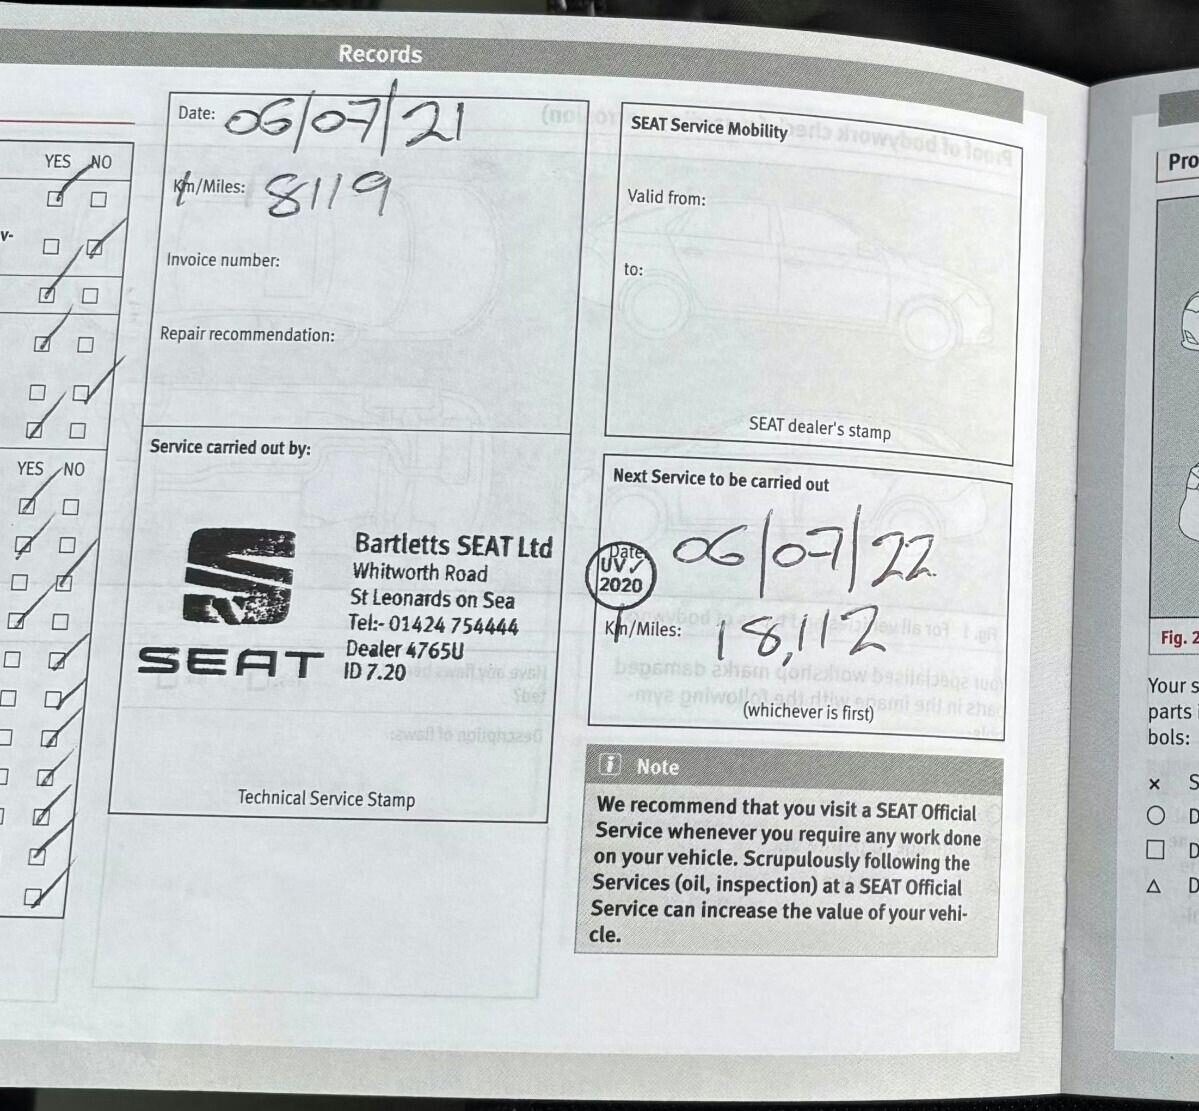 Records
YES NO
v-
YES NO
Date: 06/07/21
Km/Miles: 8119
Invoice number:
Repair recommendation:
Service carried out by:
SEAT
Bartletts SEAT Ltd
Whitworth Road
St Leonards on Sea
Tel:- 01424 754444
Dealer 4765U
ID 7.20
Technical Service Stamp
SEAT Service Mobility
Valid from:
to:
SEAT dealer's stamp
Next Service to be carried out
Date: 06/07/22
UV✓
2020
Km/Miles: 18,112
(whichever is first)
i Note
We recommend that you visit a SEAT Official
Service whenever you require any work done
on your vehicle. Scrupulously following the
Services (oil, inspection) at a SEAT Official
Service can increase the value of your vehi-
cle.
Pro
Fig. 2
Your s
parts
bols:
× S
D
D
D